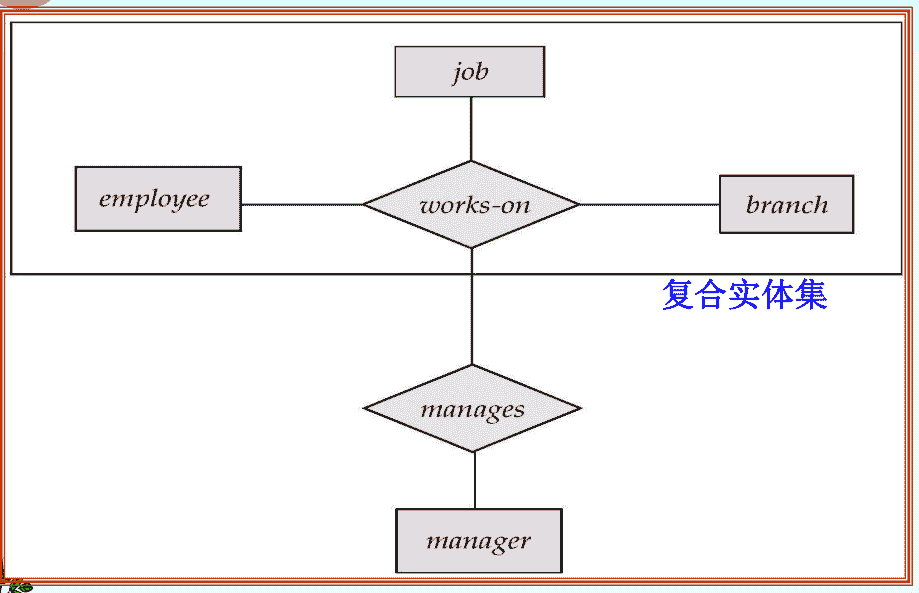 job
employee
works-on
branch
复合实体集
manages
manager